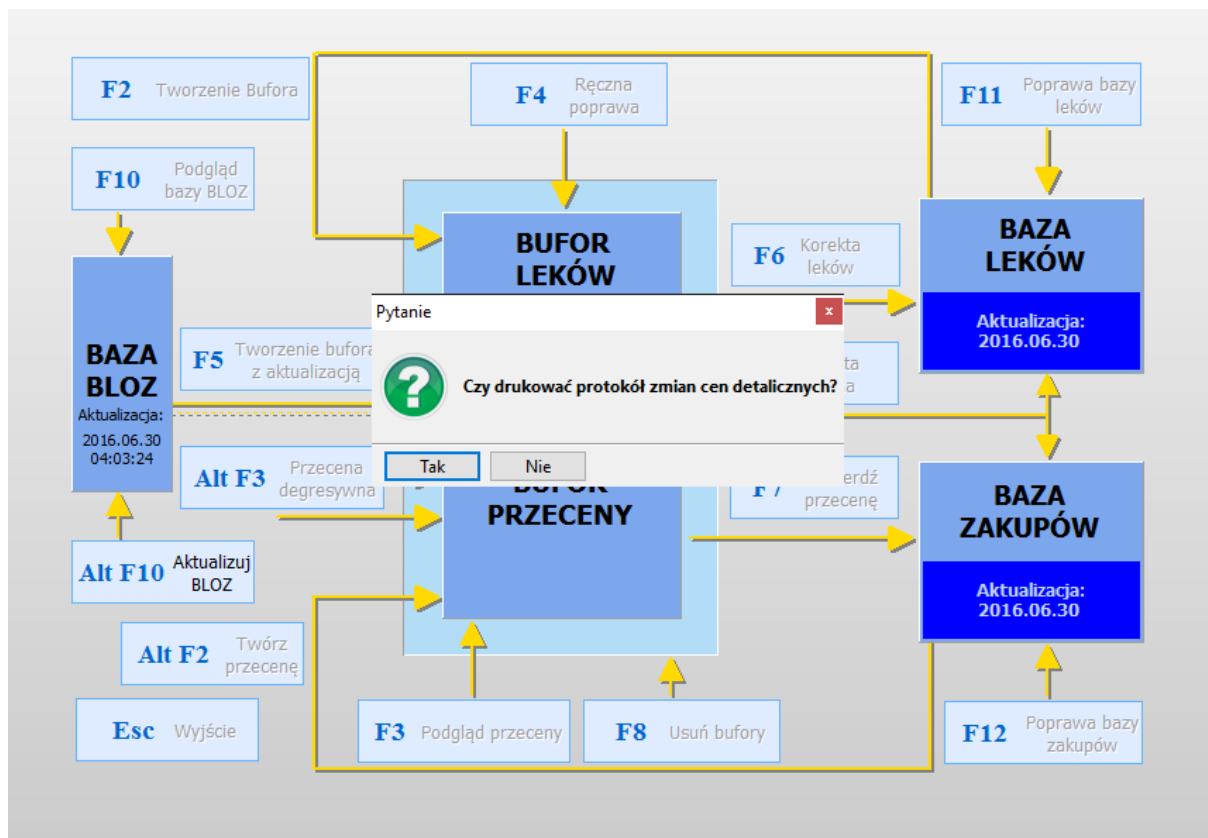 F2 Tworzenie Bufora
F4 Ręczna
poprawa
F11 Poprawa bazy
leków
F10 Podgląd
bazy BLOZ
BUFOR
LEKÓW
BAZA
LEKÓW
Aktualizacja:
2016.06.30
F6 Korekta
leków
Pytanie
x
Czy drukować protokół zmian cen detalicznych?
Tak
Nie
BAZA
BLOZ
Aktualizacja:
2016.06.30
04:03:24
F5 Tworzenie bufora
z aktualizacją
Alt F3 Przecena
degresywna
BUFOR
PRZECENY
F7
przecenę
BAZA
ZAKUPÓW
Aktualizacja:
2016.06.30
Alt F10 Aktualizuj
BLOZ
Alt F2 Twórz
przecenę
Esc Wyjście
F3 Podgląd przeceny
F8 Usuń bufory
F12 Poprawa bazy
zakupów